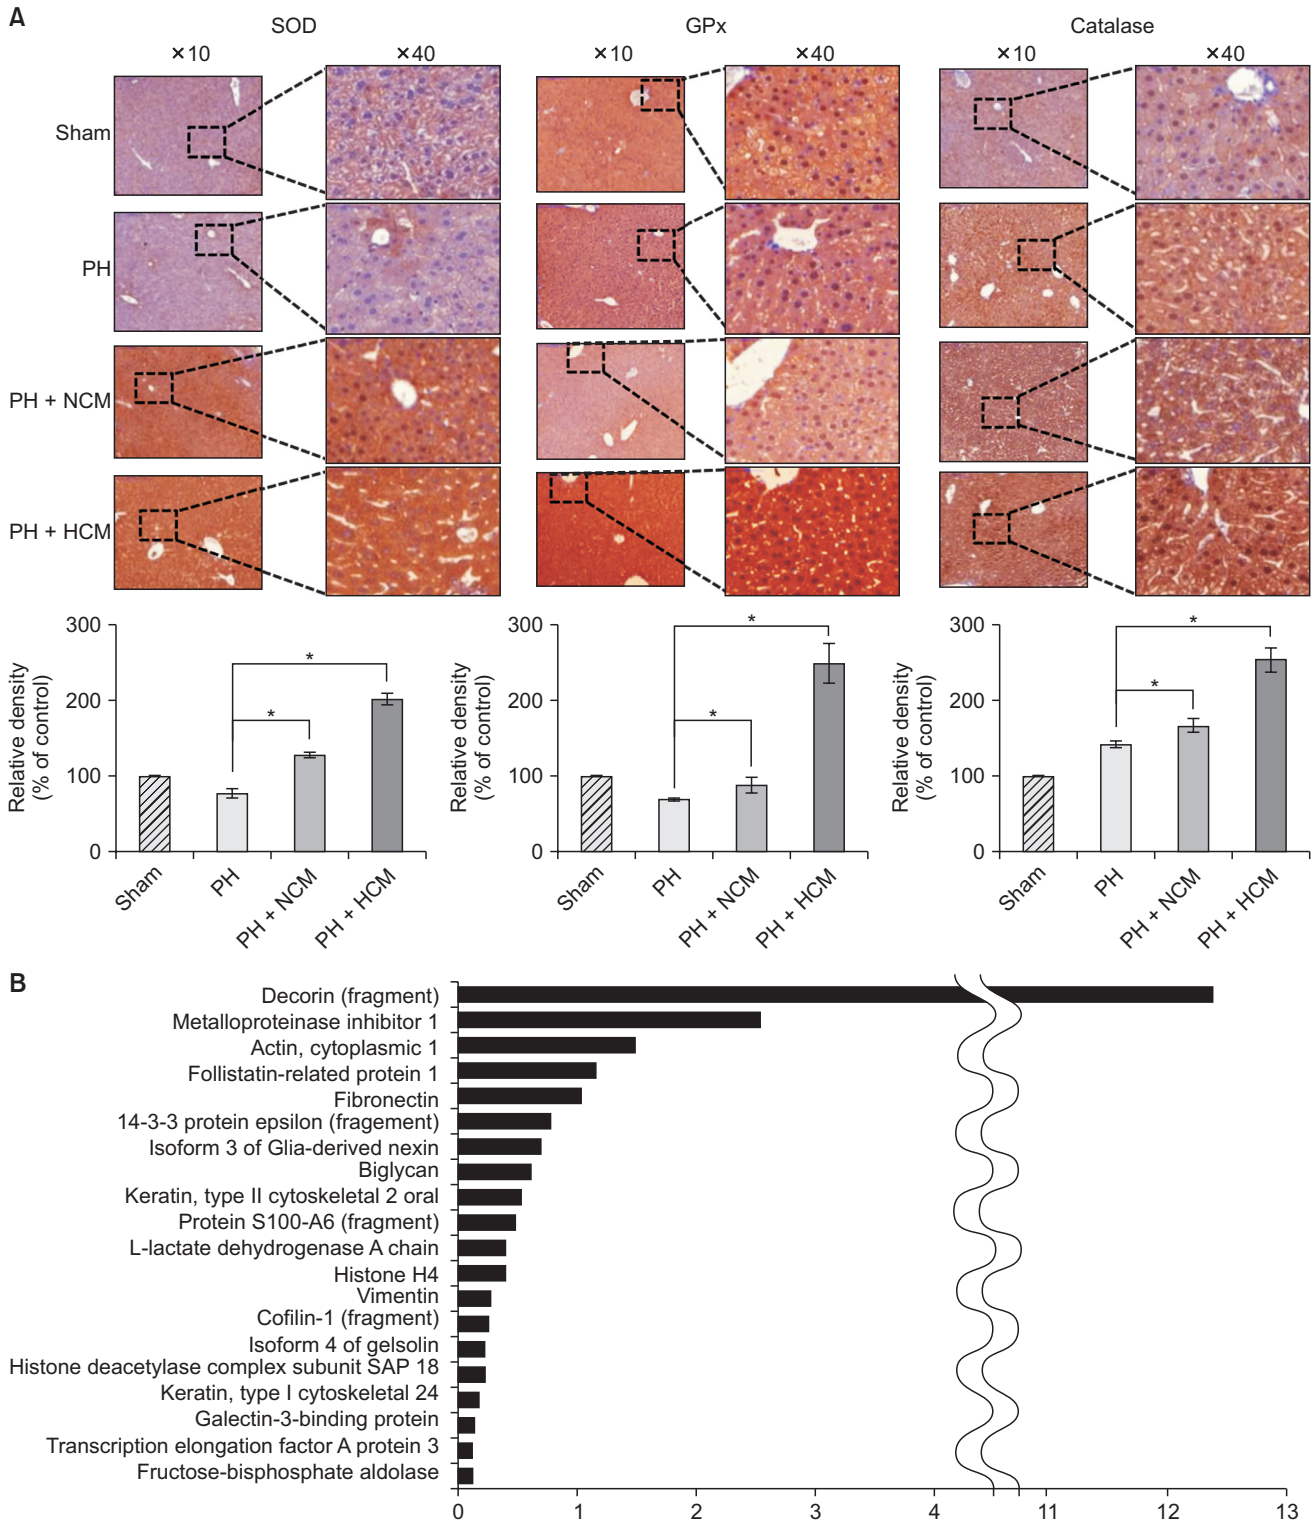 A
SOD GPx Catalase
×10 ×40 ×10 ×40 ×10 ×40
Sham
PH
PH + NCM
PH + HCM
300 300 300
* * *
200 200 200
* * *
100 100 100
0 0 0
Relative density
(% of control)
Relative density
(% of control)
Relative density
(% of control)
Sham PH PH + NCM PH + HCM
Sham PH PH + NCM PH + HCM
Sham PH PH + NCM PH + HCM
B
Decorin (fragment)
Metalloproteinase inhibitor 1
Actin, cytoplasmic 1
Follistatin-related protein 1
Fibronectin
14-3-3 protein epsilon (fragement)
Isoform 3 of Glia-derived nexin
Biglycan
Keratin, type II cytoskeletal 2 oral
Protein S100-A6 (fragment)
L-lactate dehydrogenase A chain
Histone H4
Vimentin
Cofilin-1 (fragment)
Isoform 4 of gelsolin
Histone deacetylase complex subunit SAP 18
Keratin, type I cytoskeletal 24
Galectin-3-binding protein
Transcription elongation factor A protein 3
Fructose-bisphosphate aldolase
0 1 2 3 4 11 12 13